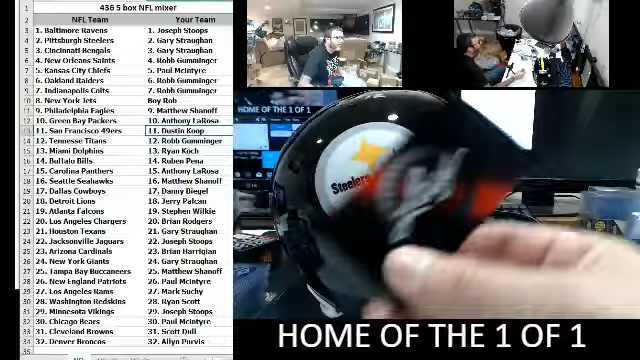 436 5 box NFL mixer
NFL Team Your Team
1. Baltimore Ravens 1. Joseph Stoops
2. Pittsburgh Steelers 2. Gary Straughan
3. Cincinnati Bengals 3. Gary Straughan
4. New Orleans Saints 4. Robb Gumminger
5. Kansas City Chiefs 5. Paul McIntyre
6. Oakland Raiders 6. Robb Gumminger
7. Indianapolis Colts 7. Robb Gumminger
8. New York Jets Boy Rob
9. Philadelphia Eagles 9. Matthew Shanoff
10. Green Bay Packers 10. Anthony LaRosa
11. San Francisco 49ers 11. Dustin Koop
12. Tennesse Titans 12. Robb Gumminger
13. Miami Dolphins 13. Ryan Koch
14. Buffalo Bills 14. Ruben Pena
15. Carolina Panthers 15. Anthony LaRosa
16. Seattle Seahawks 16. Matthew Shanoff
17. Dallas Cowboys 17. Danny Biegel
18. Detroit Lions 18. Jerry Palcan
19. Atlanta Falcons 19. Stephen Wilkie
20. Los Angeles Chargers 20. Brian Rodgers
21. Houston Texans 21. Gary Straughan
22. Jacksonville Jaguars 22. Joseph Stoops
23. Arizona Cardinals 23. Brian Harrigian
24. New York Giants 24. Gary Straughan
25. Tampa Bay Buccaneers 25. Matthew Shanoff
26. New England Patriots 26. Paul McIntyre
27. Los Angeles Rams 27. Mark Suchy
28. Washington Redskins 28. Ryan Scott
29. Minnesota Vikings 29. Joseph Stoops
30. Chicago Bears 30. Paul McIntyre
31. Cleveland Browns 31. Scott Dull
32. Denver Broncos 32. Allyn Purvis
HOME OF THE 1 OF 1
Steelers
HOME OF THE 1 OF 1